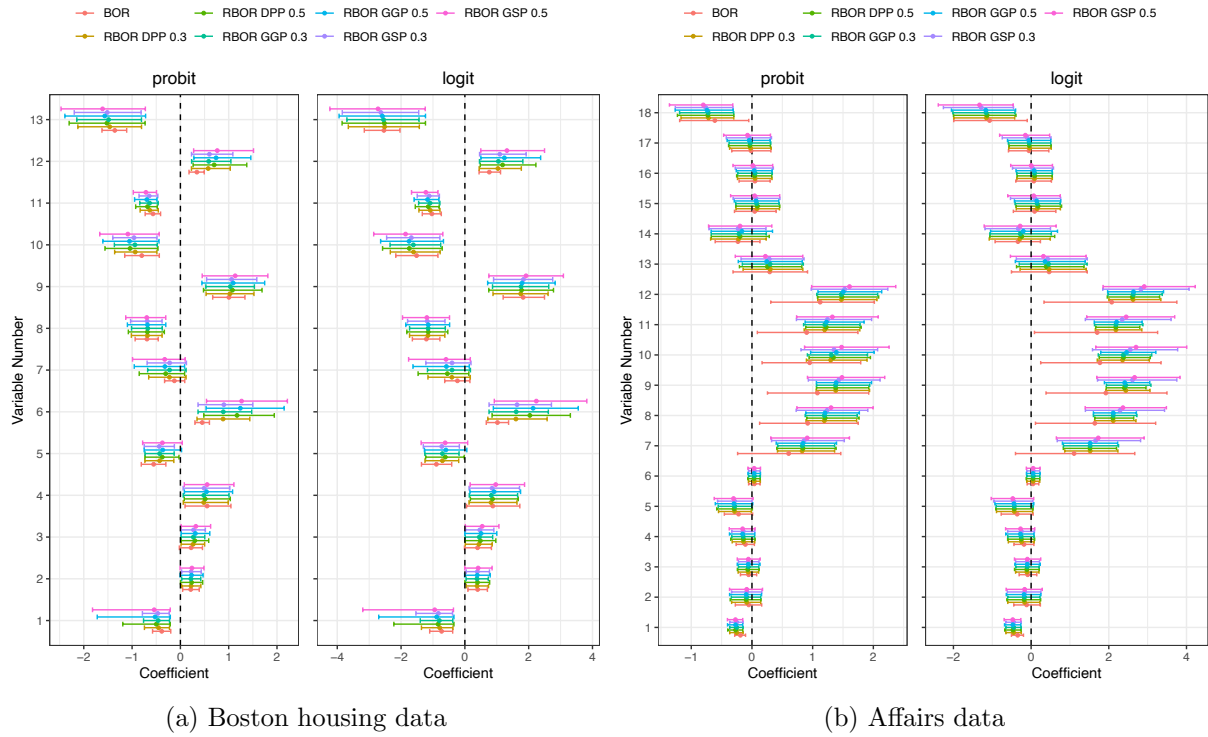 BOR RBOR DPP 0.5 RBOR GGP 0.5 RBOR GSP 0.5
RBOR DPP 0.3 RBOR GGP 0.3 RBOR GSP 0.3
probit logit
Variable Number
13
12
11
10
9
8
7
6
5
4
3
2
1
−2 −1 0 1 2 −4 −2 0 2 4
Coefficient Coefficient
(a) Boston housing data
BOR RBOR DPP 0.5 RBOR GGP 0.5 RBOR GSP 0.5
RBOR DPP 0.3 RBOR GGP 0.3 RBOR GSP 0.3
probit logit
Variable Number
18
17
16
15
14
13
12
11
10
9
8
7
6
5
4
3
2
1
−1 0 1 2 −2 0 2 4
Coefficient Coefficient
(b) Affairs data